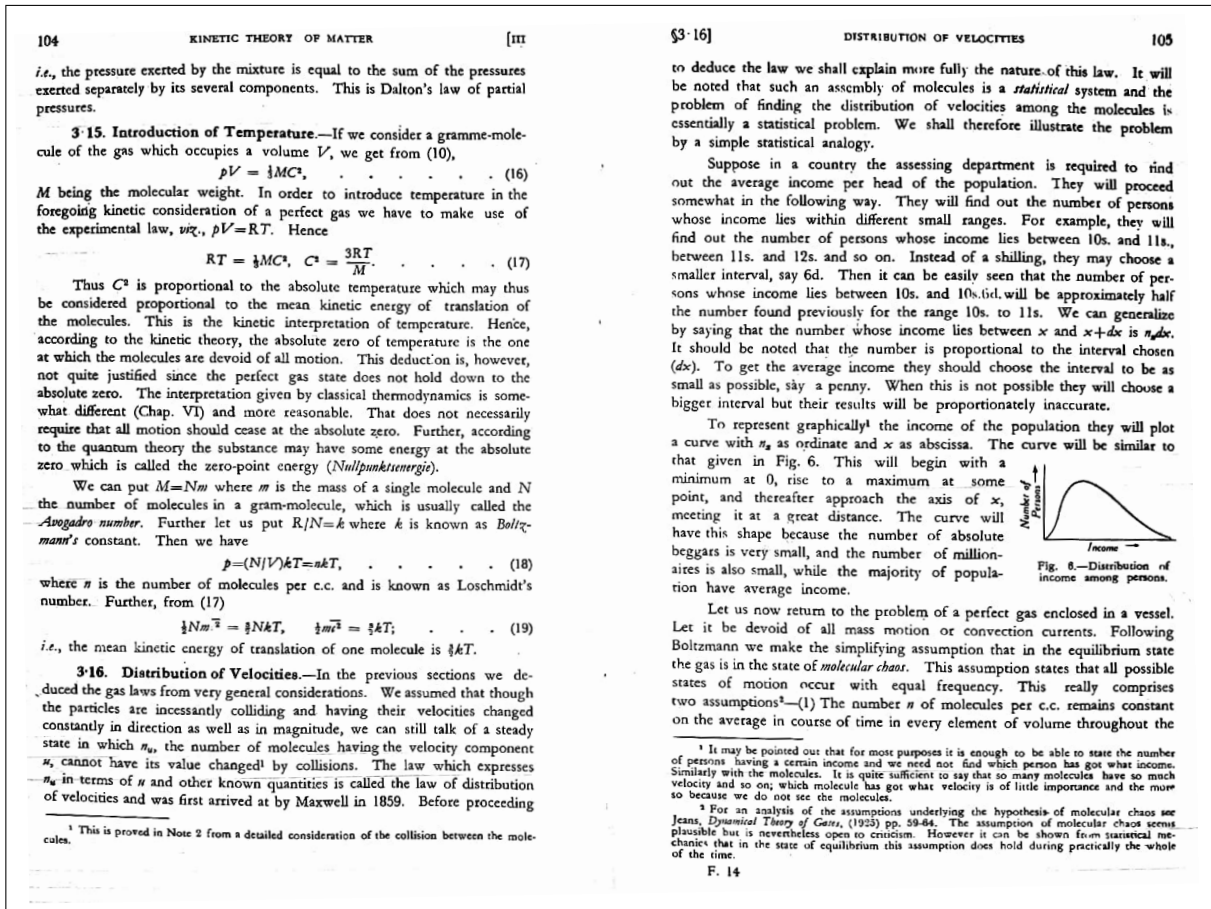 104 KINETIC THEORY OF MATTER [III
i.e., the pressure exerted by the mixture is equal to the sum of the pressures
exerted separately by its several components. This is Dalton's law of partial
pressures.
3·15. Introduction of Temperature.—If we consider a gramme-mole-
cule of the gas which occupies a volume V, we get from (10),
pV = ⅓MC², . . . . . . (16)
M being the molecular weight. In order to introduce temperature in the
foregoing kinetic consideration of a perfect gas we have to make use of
the experimental law, viz., pV=RT. Hence
RT = ⅓MC², C² = 3RT/M. . . . . (17)
Thus C² is proportional to the absolute temperature which may thus
be considered proportional to the mean kinetic energy of translation of
the molecules. This is the kinetic interpretation of temperature. Hence,
according to the kinetic theory, the absolute zero of temperature is the one
at which the molecules are devoid of all motion. This deduction is, however,
not quite justified since the perfect gas state does not hold down to the
absolute zero. The interpretation given by classical thermodynamics is some-
what different (Chap. VI) and more reasonable. That does not necessarily
require that all motion should cease at the absolute zero. Further, according
to the quantum theory the substance may have some energy at the absolute
zero which is called the zero-point energy (Nullpunktsenergie).
We can put M=Nm where m is the mass of a single molecule and N
the number of molecules in a gram-molecule, which is usually called the
Avogadro number. Further let us put R/N=k where k is known as Boltz-
mann's constant. Then we have
p=(N/V)kT=nkT, . . . . . (18)
where n is the number of molecules per c.c. and is known as Loschmidt's
number. Further, from (17)
= 3/2NkT, = 3/2kT; . . . (19)
i.e., the mean kinetic energy of translation of one molecule is 3/2kT.
3·16. Distribution of Velocities.—In the previous sections we de-
duced the gas laws from very general considerations. We assumed that though
the particles are incessantly colliding and having their velocities changed
constantly in direction as well as in magnitude, we can still talk of a steady
state in which nᵤ, the number of molecules having the velocity component
u, cannot have its value changed¹ by collisions. The law which expresses
nᵤ in terms of u and other known quantities is called the law of distribution
of velocities and was first arrived at by Maxwell in 1859. Before proceeding
¹ This is proved in Note 2 from a detailed consideration of the collision between the mole-
cules.
§3·16] DISTRIBUTION OF VELOCITIES 105
to deduce the law we shall explain more fully the nature of this law. It will
be noted that such an assembly of molecules is a statistical system and the
problem of finding the distribution of velocities among the molecules is
essentially a statistical problem. We shall therefore illustrate the problem
by a simple statistical analogy.
Suppose in a country the assessing department is required to find
out the average income per head of the population. They will proceed
somewhat in the following way. They will find out the number of persons
whose income lies within different small ranges. For example, they will
find out the number of persons whose income lies between 10s. and 11s.,
between 11s. and 12s. and so on. Instead of a shilling, they may choose a
smaller interval, say 6d. Then it can be easily seen that the number of per-
sons whose income lies between 10s. and 10s.6d. will be approximately half
the number found previously for the range 10s. to 11s. We can generalize
by saying that the number whose income lies between x and x+dx is nₓdx.
It should be noted that the number is proportional to the interval chosen
(dx). To get the average income they should choose the interval to be as
small as possible, say a penny. When this is not possible they will choose a
bigger interval but their results will be proportionately inaccurate.
To represent graphically¹ the income of the population they will plot
a curve with nₓ as ordinate and x as abscissa. The curve will be similar to
that given in Fig. 6. This will begin with a
minimum at 0, rise to a maximum at some
point, and thereafter approach the axis of x,
meeting it at a great distance. The curve will
have this shape because the number of absolute
beggars is very small, and the number of million-
aires is also small, while the majority of popula-
tion have average income.
Number of
Persons
Income
Fig. 6.—Distribution of
income among persons.
Let us now return to the problem of a perfect gas enclosed in a vessel.
Let it be devoid of all mass motion or convection currents. Following
Boltzmann we make the simplifying assumption that in the equilibrium state
the gas is in the state of molecular chaos. This assumption states that all possible
states of motion occur with equal frequency. This really comprises
two assumptions²—(1) The number n of molecules per c.c. remains constant
on the average in course of time in every element of volume throughout the
¹ It may be pointed out that for most purposes it is enough to be able to state the number
of persons having a certain income and we need not find which person has got what income.
Similarly with the molecules. It is quite sufficient to say that so many molecules have so much
velocity and so on; which molecule has got what velocity is of little importance and the more
so because we do not see the molecules.
² For an analysis of the assumptions underlying the hypothesis of molecular chaos see
Jeans, Dynamical Theory of Gases, (1925) pp. 59-64. The assumption of molecular chaos seems
plausible but is nevertheless open to criticism. However it can be shown from statistical me-
chanics that in the state of equilibrium this assumption does hold during practically the whole
of the time.
F. 14